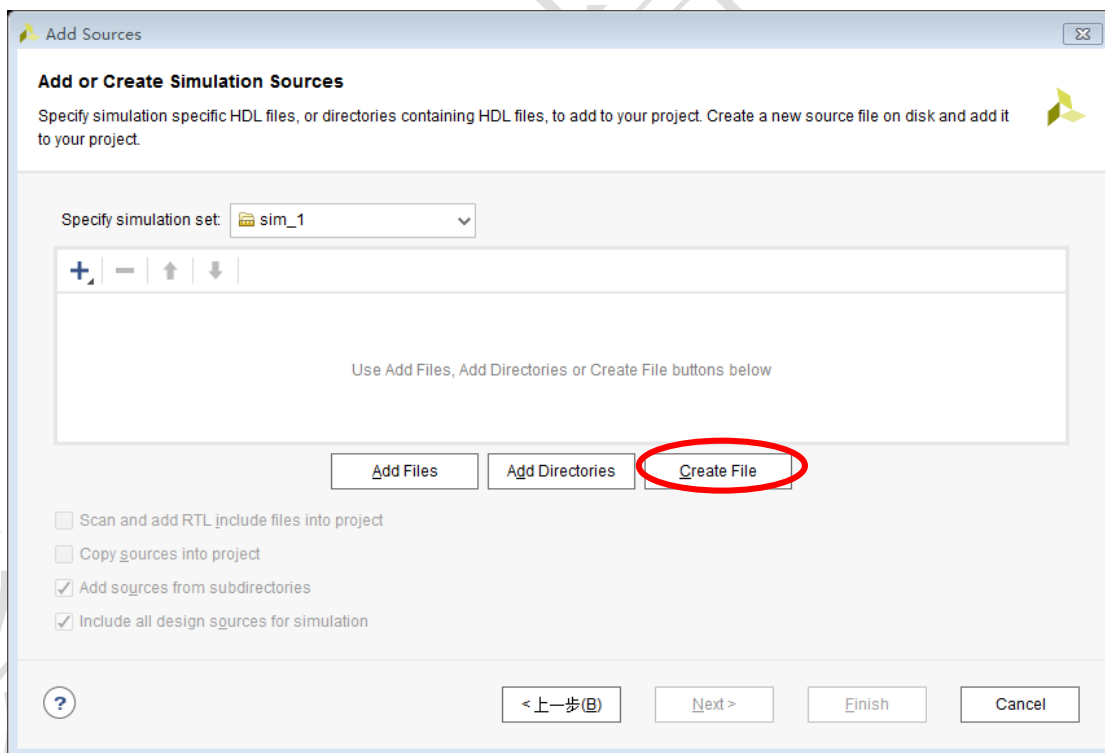 Add Sources
Add or Create Simulation Sources
Specify simulation specific HDL files, or directories containing HDL files, to add to your project. Create a new source file on disk and add it
to your project.
Specify simulation set: sim_1
Use Add Files, Add Directories or Create File buttons below
Add Files Add Directories Create File
Scan and add RTL include files into project
Copy sources into project
Add sources from subdirectories
Include all design sources for simulation
? <上一步(B) Next > Finish Cancel